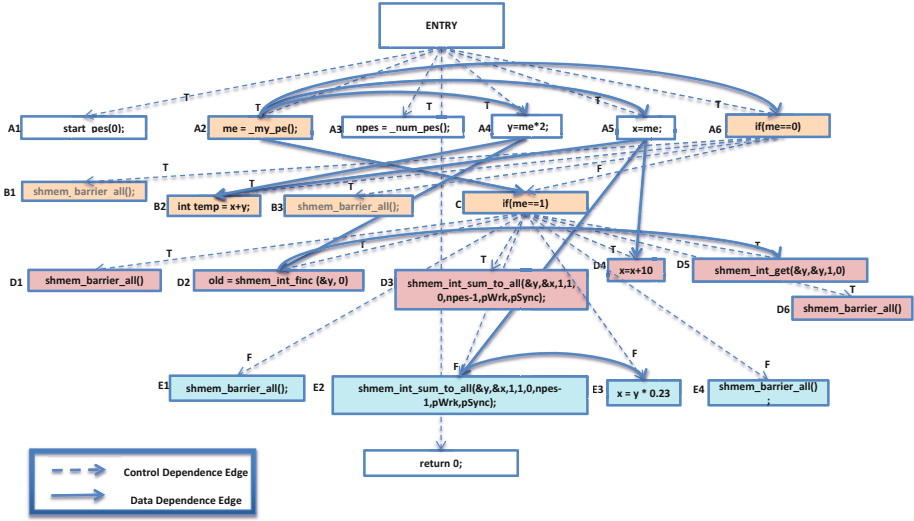 ENTRY
T T T T T T
A1 start_pes(0); A2 me = _my_pe(); A3 npes = _num_pes(); A4 y=me*2; A5 x=me; A6 if(me==0)
T T T F
B1 shmem_barrier_all(); B2 int temp = x+y; B3 shmem_barrier_all(); C if(me==1)
T T T T T T
D1 shmem_barrier_all() D2 old = shmem_int_finc (&y, 0) D3 shmem_int_sum_to_all(&y,&x,1,1,
0,npes-1,pWrk,pSync); D4 x=x+10 D5 shmem_int_get(&y,&y,1,0)
D6 shmem_barrier_all()
F F F F
E1 shmem_barrier_all(); E2 shmem_int_sum_to_all(&y,&x,1,1,0,npes-
1,pWrk,pSync); E3 x = y * 0.23 E4 shmem_barrier_all()
;
return 0;
Control Dependence Edge
Data Dependence Edge